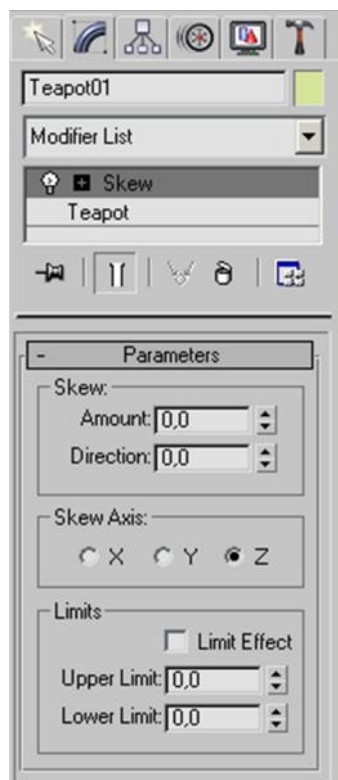 Teapot01
Modifier List
Skew
Teapot
- Parameters
Skew:
Amount: 0,0
Direction: 0,0
Skew Axis:
X Y Z
Limits
Limit Effect
Upper Limit: 0,0
Lower Limit: 0,0